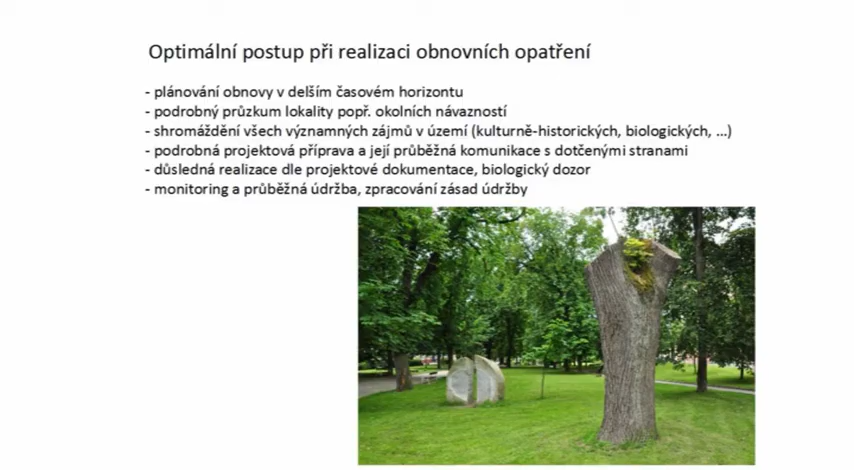 Optimální postup při realizaci obnovních opatření
- plánování obnovy v delším časovém horizontu
- podrobný průzkum lokality popř. okolních návazností
- shromáždění všech významných zájmů v území (kulturně-historických, biologických, ...)
- podrobná projektová příprava a její průběžná komunikace s dotčenými stranami
- důsledná realizace dle projektové dokumentace, biologický dozor
- monitoring a průběžná údržba, zpracování zásad údržby